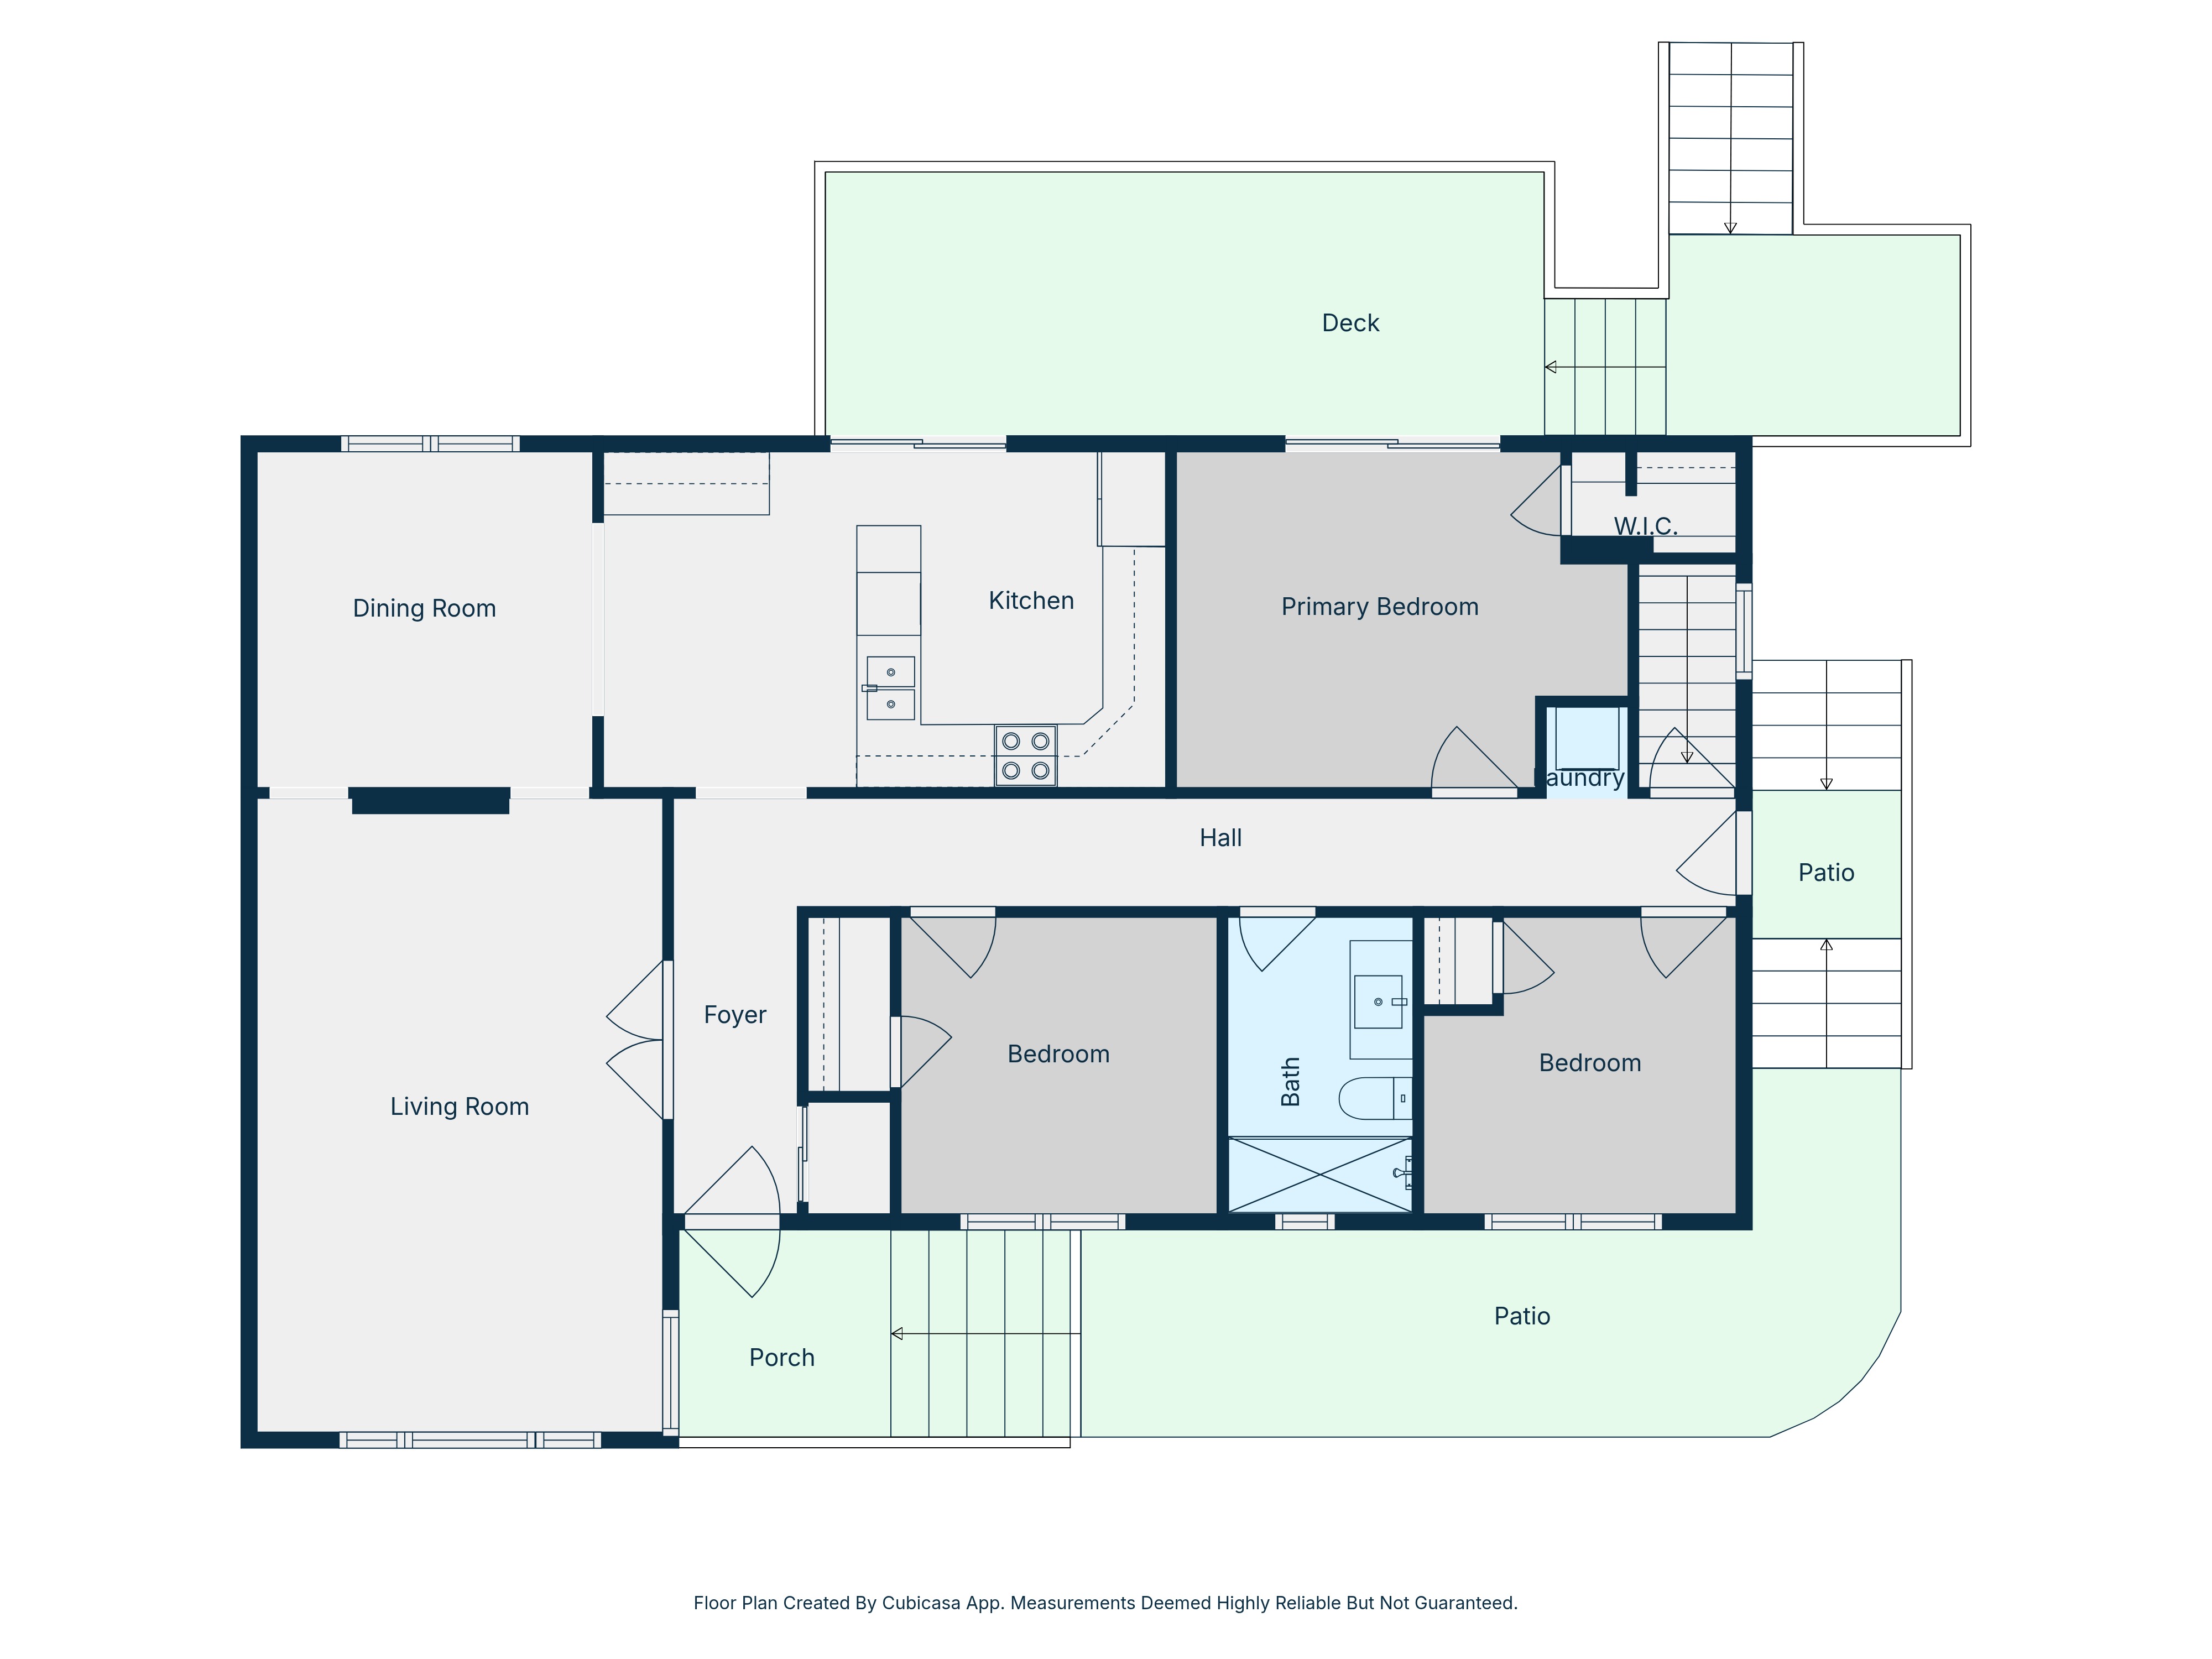 Deck
W.I.C.
Dining Room
Kitchen
Primary Bedroom
aundry
Hall
Patio
Foyer
Bedroom
Bath
Bedroom
Living Room
Patio
Porch
Floor Plan Created By Cubicasa App. Measurements Deemed Highly Reliable But Not Guaranteed.